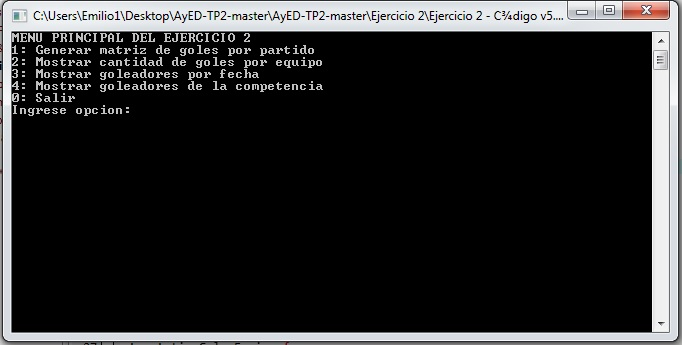 C:\Users\Emilio1\Desktop\AyED-TP2-master\AyED-TP2-master\Ejercicio 2\Ejercicio 2 - C¾digo v5....
MENU PRINCIPAL DEL EJERCICIO 2
1: Generar matriz de goles por partido
2: Mostrar cantidad de goles por equipo
3: Mostrar goleadores por fecha
4: Mostrar goleadores de la competencia
0: Salir
Ingrese opcion: